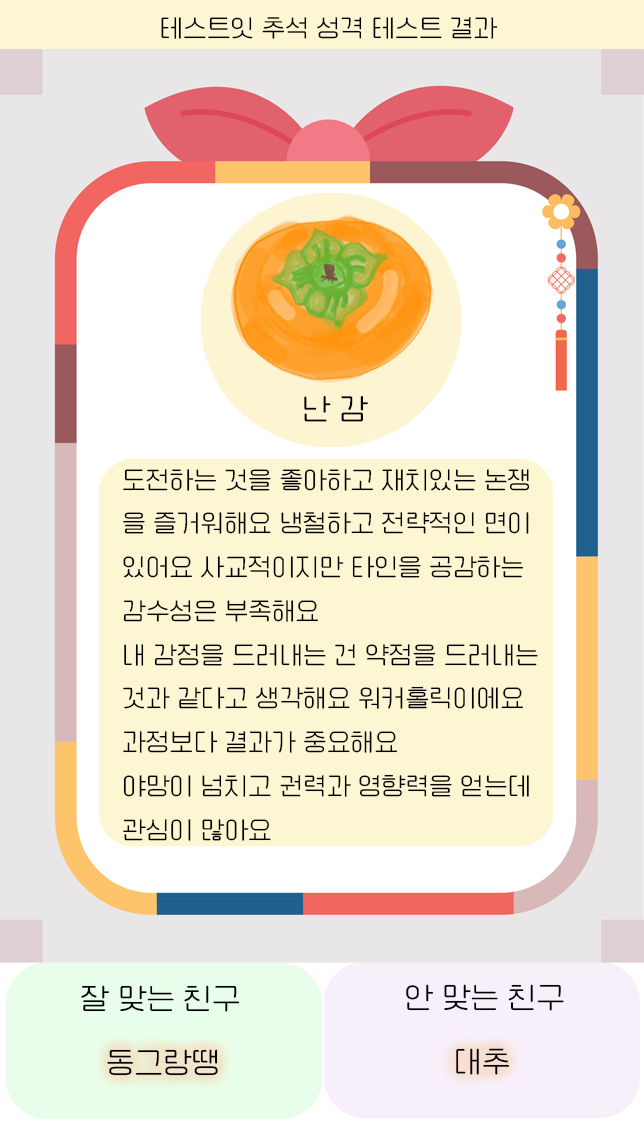 테스트잇 추석 성격 테스트 결과
난 감
도전하는 것을 좋아하고 재치있는 논쟁
을 즐거워해요 냉철하고 전략적인 면이
있어요 사교적이지만 타인을 공감하는
감수성은 부족해요
내 감정을 드러내는 건 약점을 드러내는
것과 같다고 생각해요 워커홀릭이에요
과정보다 결과가 중요해요
야망이 넘치고 권력과 영향력을 얻는데
관심이 많아요
잘 맞는 친구
안 맞는 친구
동그랑땡
대추